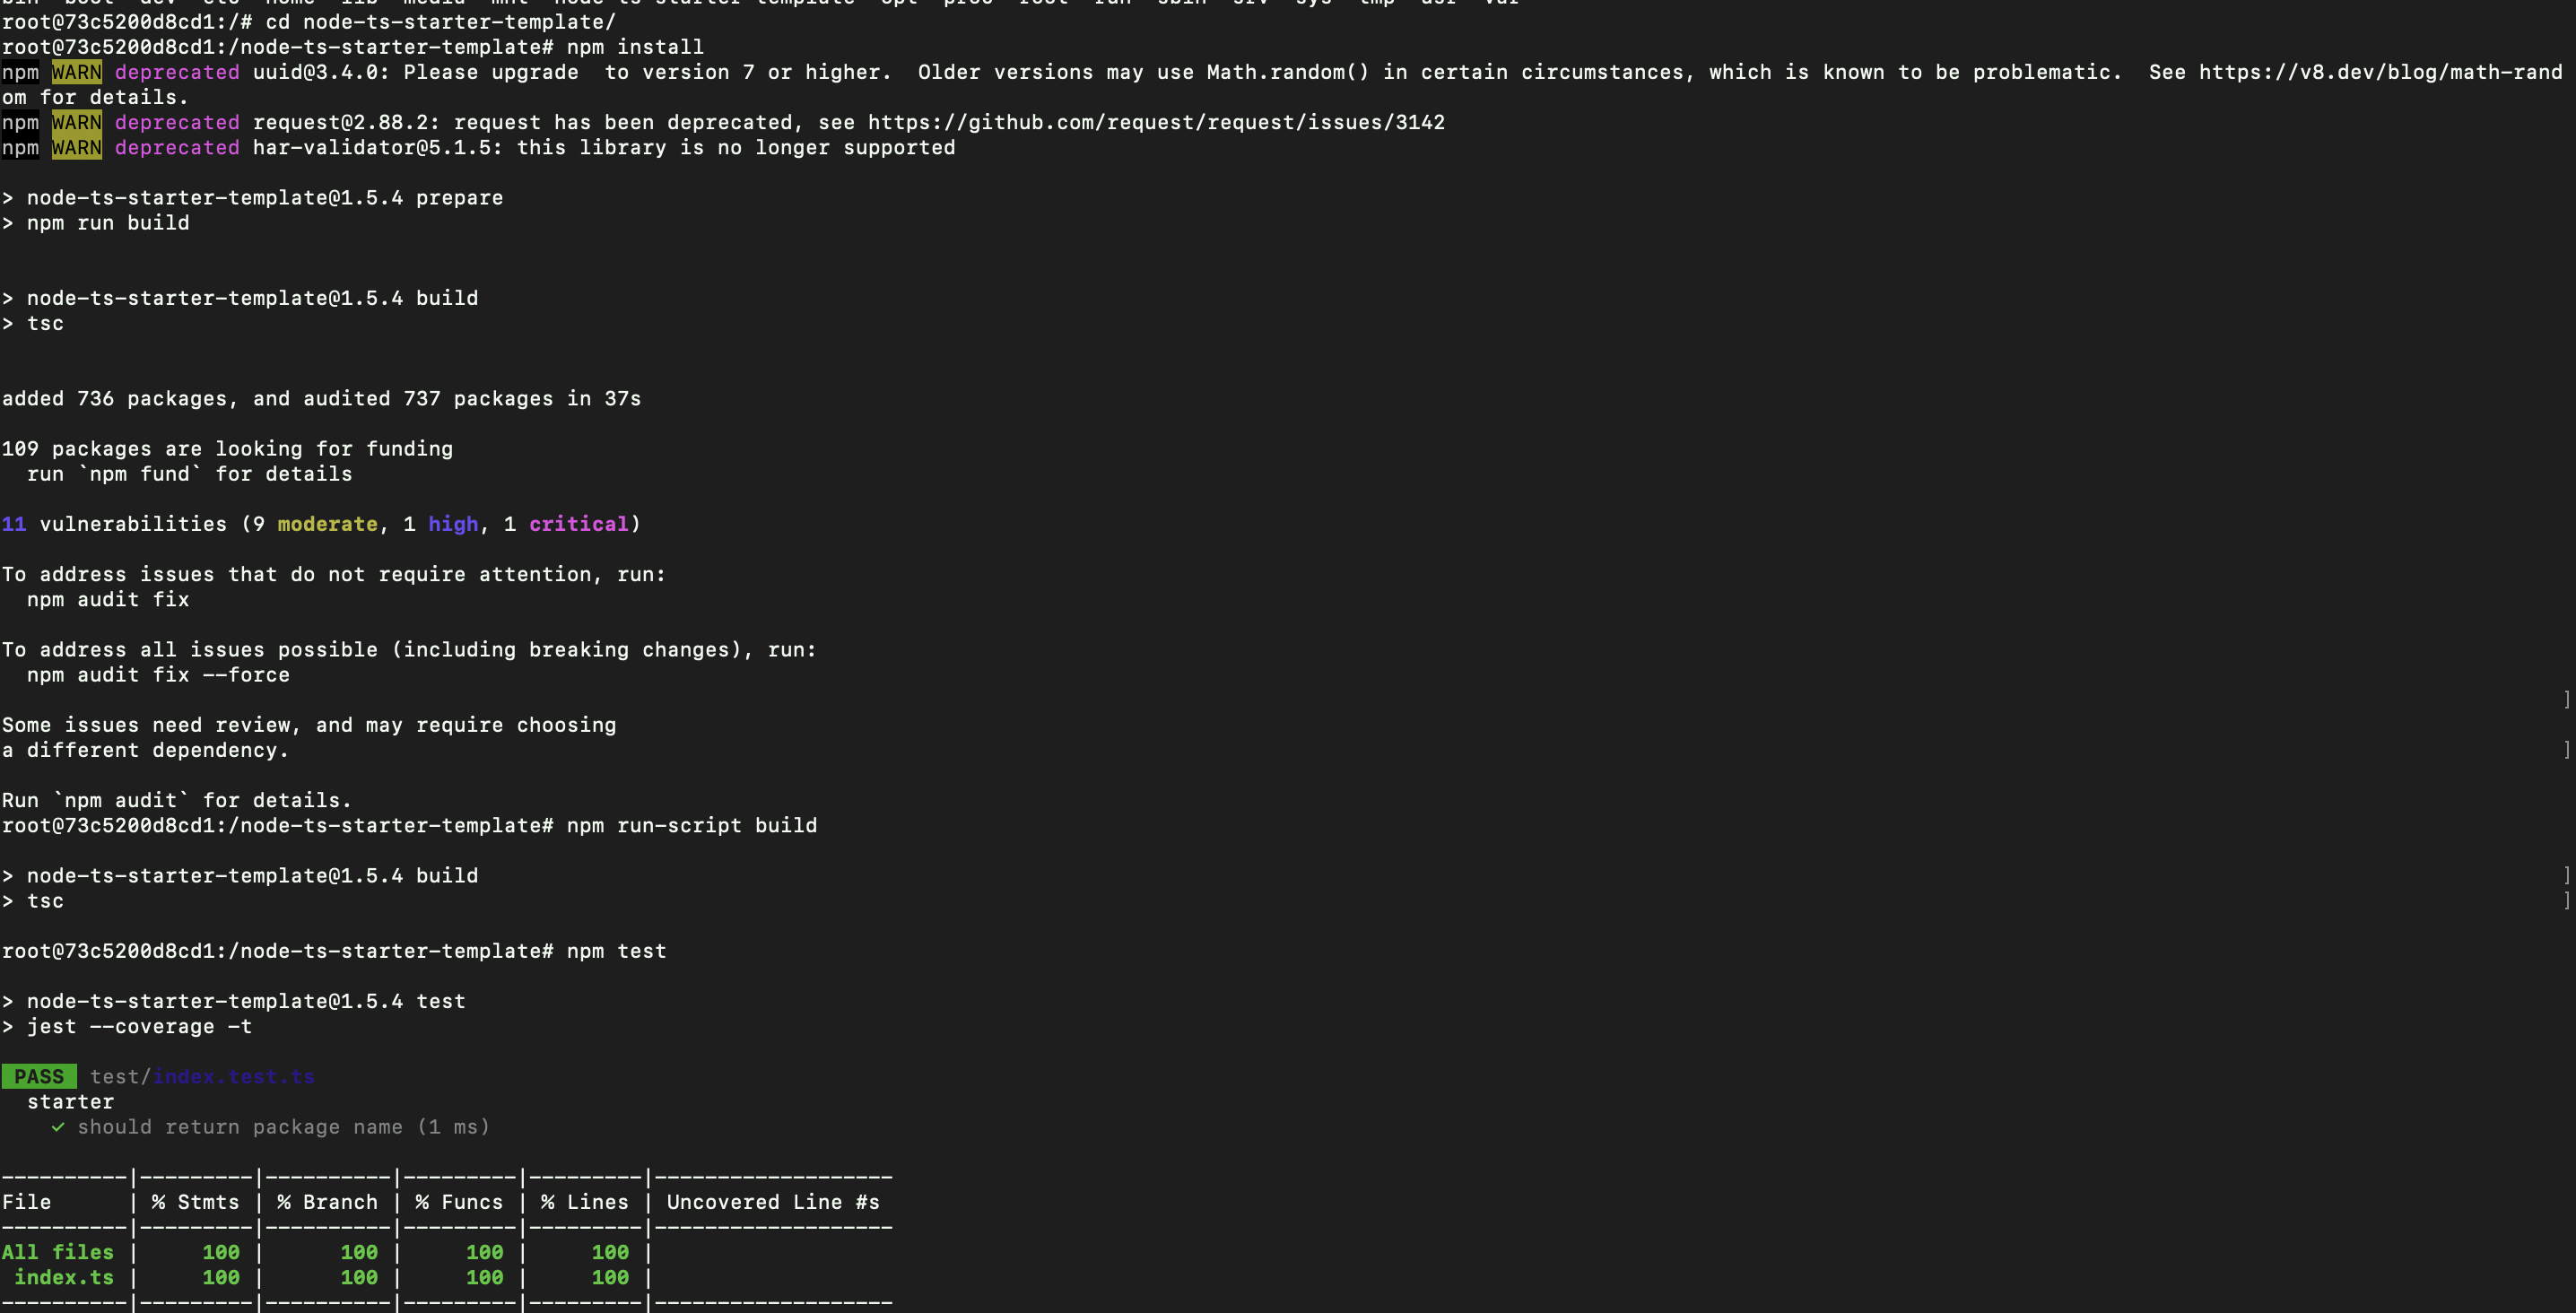 root@73c5200d8cd1:/# cd node-ts-starter-template/
root@73c5200d8cd1:/node-ts-starter-template# npm install
npm WARN deprecated uuid@3.4.0: Please upgrade  to version 7 or higher.  Older versions may use Math.random() in certain circumstances, which is known to be problematic.  See https://v8.dev/blog/math-rand
om for details.
npm WARN deprecated request@2.88.2: request has been deprecated, see https://github.com/request/request/issues/3142
npm WARN deprecated har-validator@5.1.5: this library is no longer supported
> node-ts-starter-template@1.5.4 prepare
> npm run build
> node-ts-starter-template@1.5.4 build
> tsc
added 736 packages, and audited 737 packages in 37s
109 packages are looking for funding
  run `npm fund` for details
11 vulnerabilities (9 moderate, 1 high, 1 critical)
To address issues that do not require attention, run:
  npm audit fix
To address all issues possible (including breaking changes), run:
  npm audit fix --force
]
Some issues need review, and may require choosing
a different dependency. ]
Run `npm audit` for details.
root@73c5200d8cd1:/node-ts-starter-template# npm run-script build
> node-ts-starter-template@1.5.4 build ]
> tsc ]
root@73c5200d8cd1:/node-ts-starter-template# npm test
> node-ts-starter-template@1.5.4 test
> jest --coverage -t
PASS test/index.test.ts
  starter
    ✓ should return package name (1 ms)
----------|---------|----------|---------|---------|-------------------
File      | % Stmts | % Branch | % Funcs | % Lines | Uncovered Line #s
----------|---------|----------|---------|---------|-------------------
All files |     100 |      100 |     100 |     100 |
 index.ts |     100 |      100 |     100 |     100 |
----------|---------|----------|---------|---------|-------------------